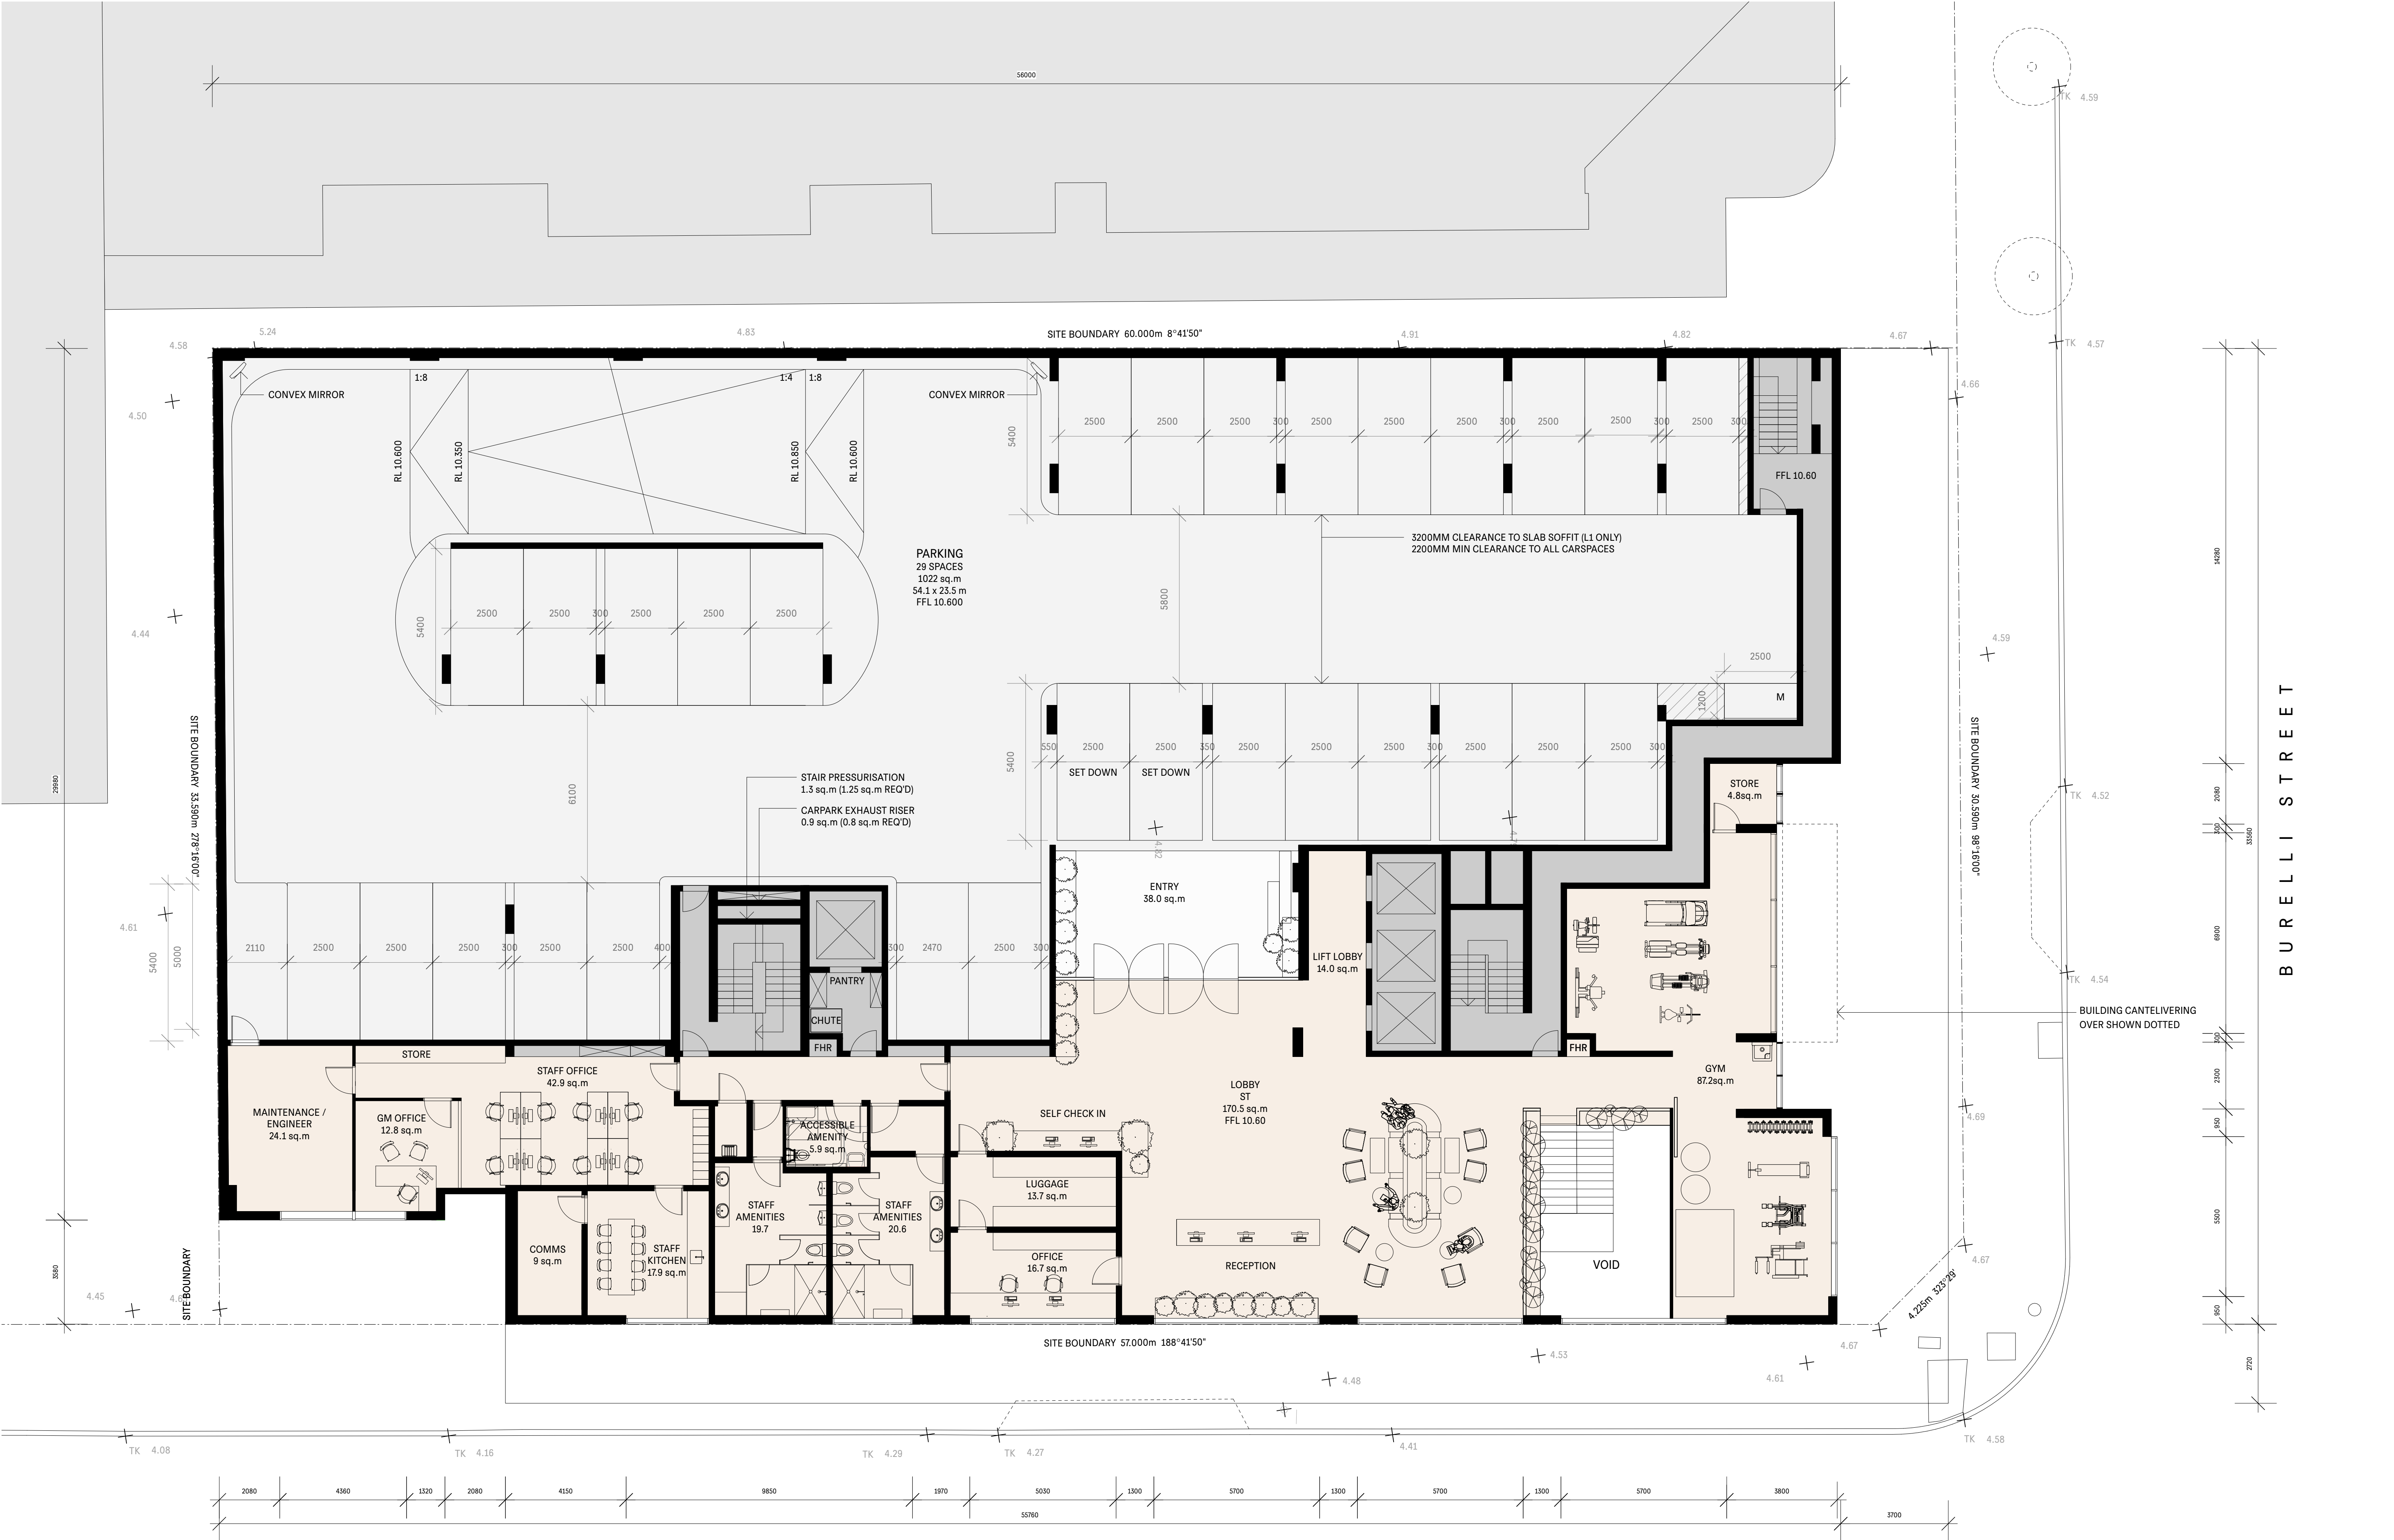 56000
TK 4.59
5.24
4.83
SITE BOUNDARY 60.000m 8°41'50"
4.91
4.82
4.67
TK 4.57
4.58
4.50
CONVEX MIRROR
1:8
1:4
1:8
CONVEX MIRROR
4.66
2500
2500
2500
300
2500
2500
2500
300
2500
2500
300
2500
300
5400
RL 10.600
RL 10.350
RL 10.850
RL 10.600
FFL 10.60
3200MM CLEARANCE TO SLAB SOFFIT (L1 ONLY)
2200MM MIN CLEARANCE TO ALL CARSPACES
PARKING
29 SPACES
1022 sq.m
54.1 x 23.5 m
FFL 10.600
14280
5800
2500
2500
300
2500
2500
2500
5400
4.44
4.59
2500
1200
M
29980
SITE BOUNDARY 33.590m 278°16'00"
SITE BOUNDARY 30.590m 98°16'00"
BURELLI STREET
33560
6100
5400
550
2500
2500
350
2500
2500
2500
300
2500
2500
2500
300
SET DOWN
SET DOWN
STAIR PRESSURISATION
1.3 sq.m (1.25 sq.m REQ'D)
CARPARK EXHAUST RISER
0.9 sq.m (0.8 sq.m REQ'D)
STORE
4.8sq.m
2080
TK 4.52
300
4.82
ENTRY
38.0 sq.m
4.61
5400
5000
2110
2500
2500
2500
300
2500
2500
400
300
2470
2500
300
6900
LIFT LOBBY
14.0 sq.m
PANTRY
CHUTE
FHR
TK 4.54
BUILDING CANTELIVERING
OVER SHOWN DOTTED
300
FHR
STORE
STAFF OFFICE
42.9 sq.m
GYM
87.2sq.m
2300
LOBBY
ST
170.5 sq.m
FFL 10.60
SELF CHECK IN
MAINTENANCE /
ENGINEER
24.1 sq.m
GM OFFICE
12.8 sq.m
ACCESSIBLE
AMENITY
5.9 sq.m
4.69
950
LUGGAGE
13.7 sq.m
STAFF
AMENITIES
19.7
STAFF
AMENITIES
20.6
5500
COMMS
9 sq.m
STAFF
KITCHEN
17.9 sq.m
OFFICE
16.7 sq.m
RECEPTION
VOID
4.67
3580
SITE BOUNDARY
4.225m 323°29'
4.45
950
SITE BOUNDARY 57.000m 188°41'50"
4.67
4.53
4.61
4.48
2720
TK 4.08
TK 4.16
TK 4.29
TK 4.27
4.41
TK 4.58
2080
4360
1320
2080
4150
9850
1970
5030
1300
5700
1300
5700
1300
5700
3800
55760
3700